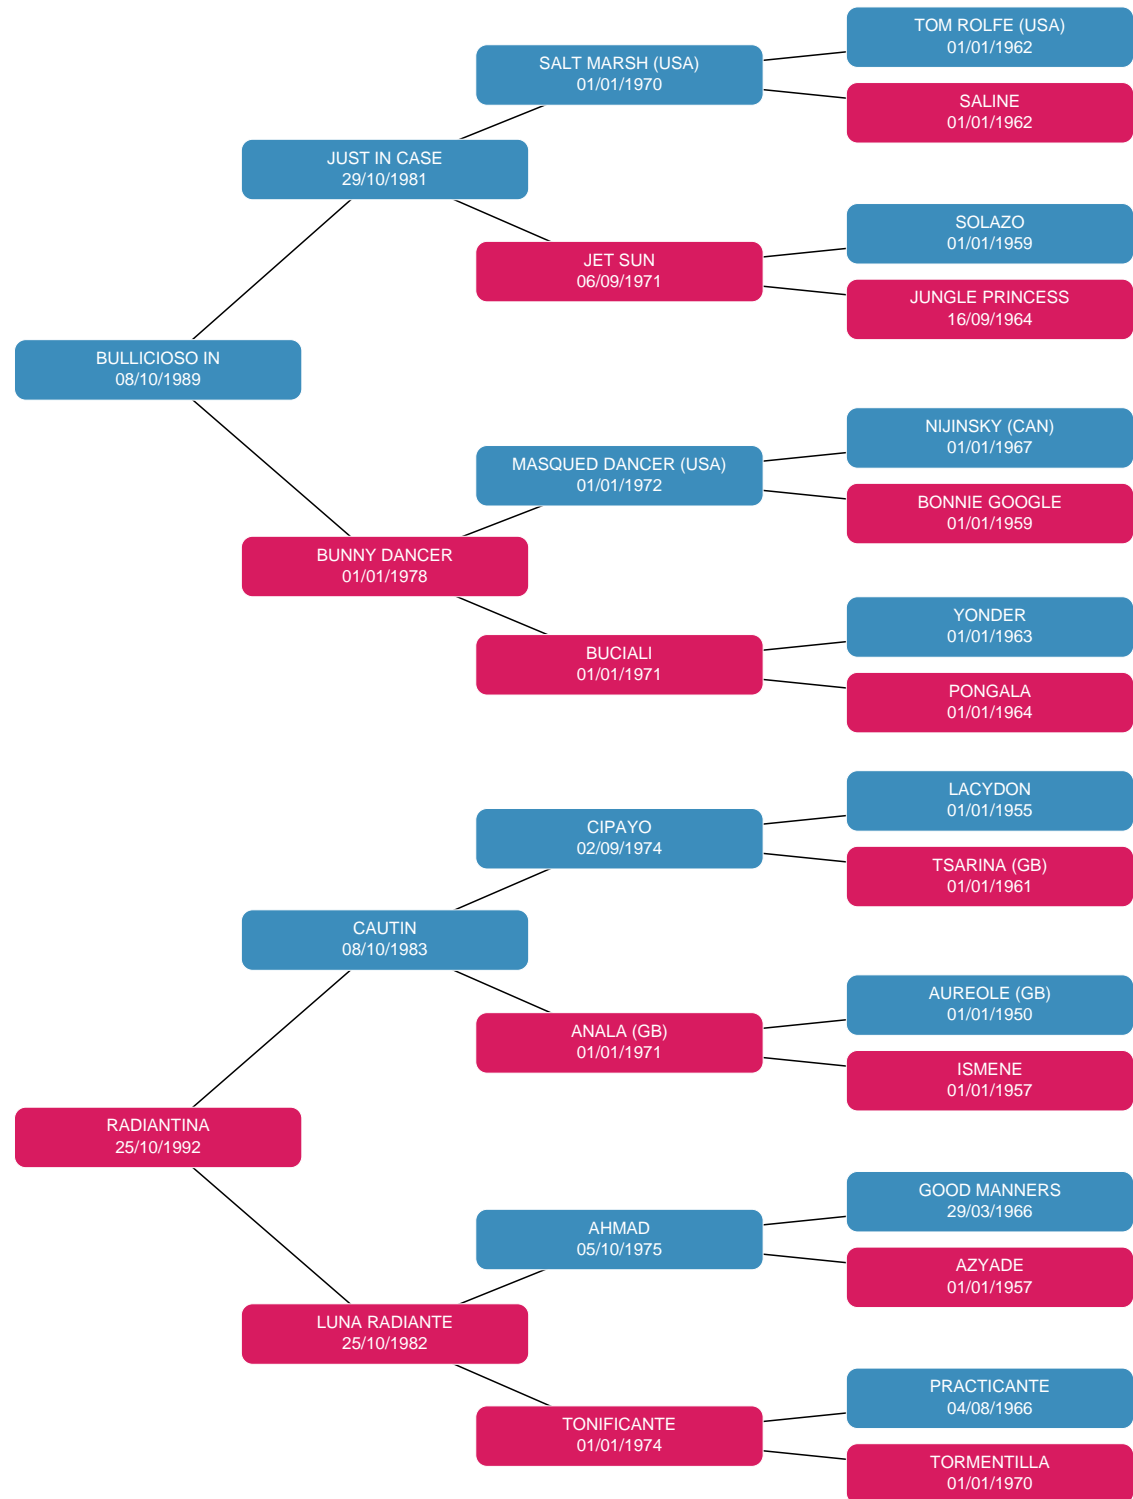 TOM ROLFE (USA)
01/01/1962
SALT MARSH (USA)
01/01/1970
SALINE
01/01/1962
JUST IN CASE
29/10/1981
SOLAZO
01/01/1959
JET SUN
06/09/1971
JUNGLE PRINCESS
16/09/1964
BULLICIOSO IN
08/10/1989
NIJINSKY (CAN)
01/01/1967
MASQUED DANCER (USA)
01/01/1972
BONNIE GOOGLE
01/01/1959
BUNNY DANCER
01/01/1978
YONDER
01/01/1963
BUCIALI
01/01/1971
PONGALA
01/01/1964
LACYDON
01/01/1955
CIPAYO
02/09/1974
TSARINA (GB)
01/01/1961
CAUTIN
08/10/1983
AUREOLE (GB)
01/01/1950
ANALA (GB)
01/01/1971
ISMENE
01/01/1957
RADIANTINA
25/10/1992
GOOD MANNERS
29/03/1966
AHMAD
05/10/1975
AZYADE
01/01/1957
LUNA RADIANTE
25/10/1982
PRACTICANTE
04/08/1966
TONIFICANTE
01/01/1974
TORMENTILLA
01/01/1970